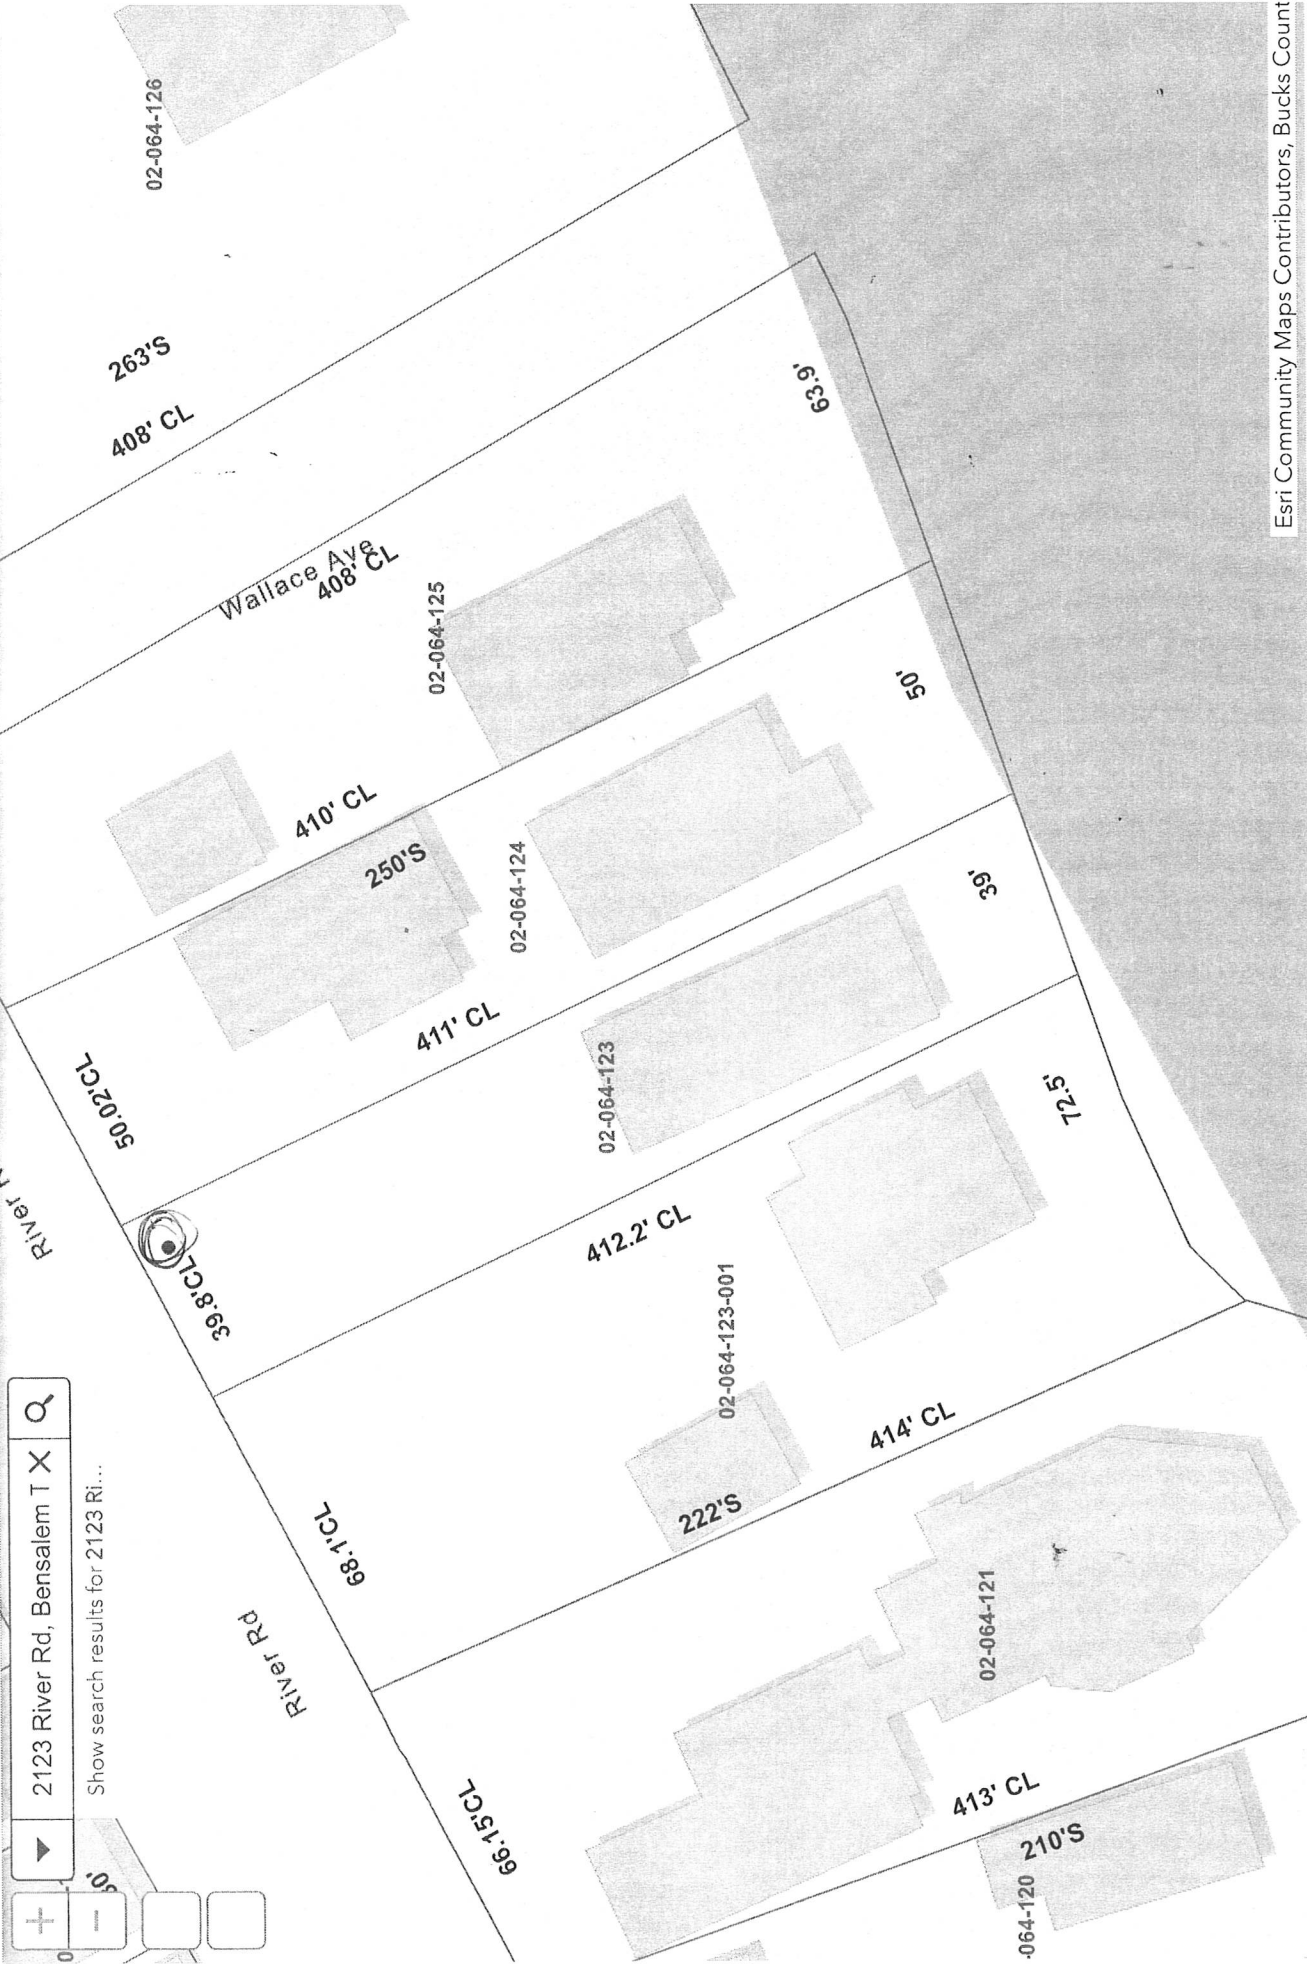 2123 River Rd, Bensalem T
Show search results for 2123 Ri...
+
−
River Rd
River
66.15'CL
68.1'CL
39.8'CL
50.02'CL
-064-120
210'S
413' CL
02-064-121
414' CL
222'S
02-064-123-001
72.5'
412.2' CL
02-064-123
39'
411' CL
02-064-124
50'
250'S
410' CL
02-064-125
63.9'
Wallace Ave
408' CL
408' CL
263'S
02-064-126
Esri Community Maps Contributors, Bucks Count